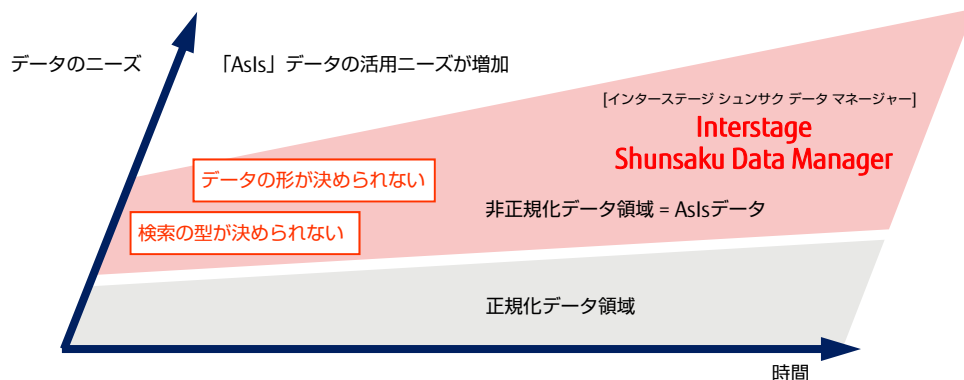 データのニーズ
「AsIs」データの活用ニーズが増加
[インターステージ シュンサク データ マネージャー]
Interstage
Shunsaku Data Manager
データの形が決められない
非正規化データ領域 = AsIsデータ
検索の型が決められない
正規化データ領域
時間